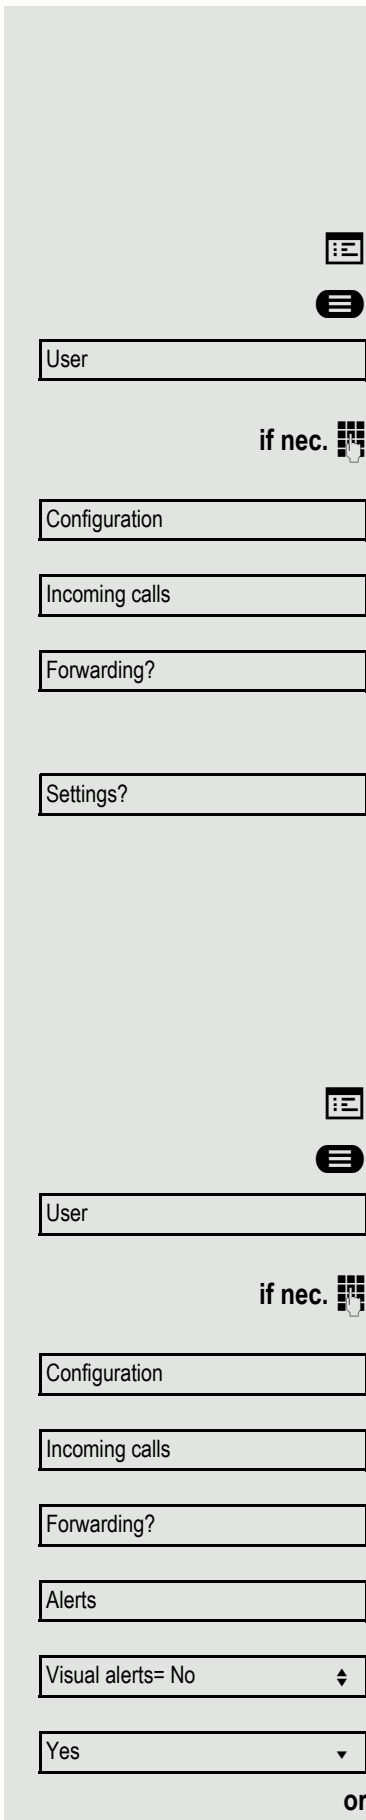 User
if nec.
Configuration
Incoming calls
Forwarding?
Settings?
User
if nec.
Configuration
Incoming calls
Forwarding?
Alerts
Visual alerts= No
Yes
or